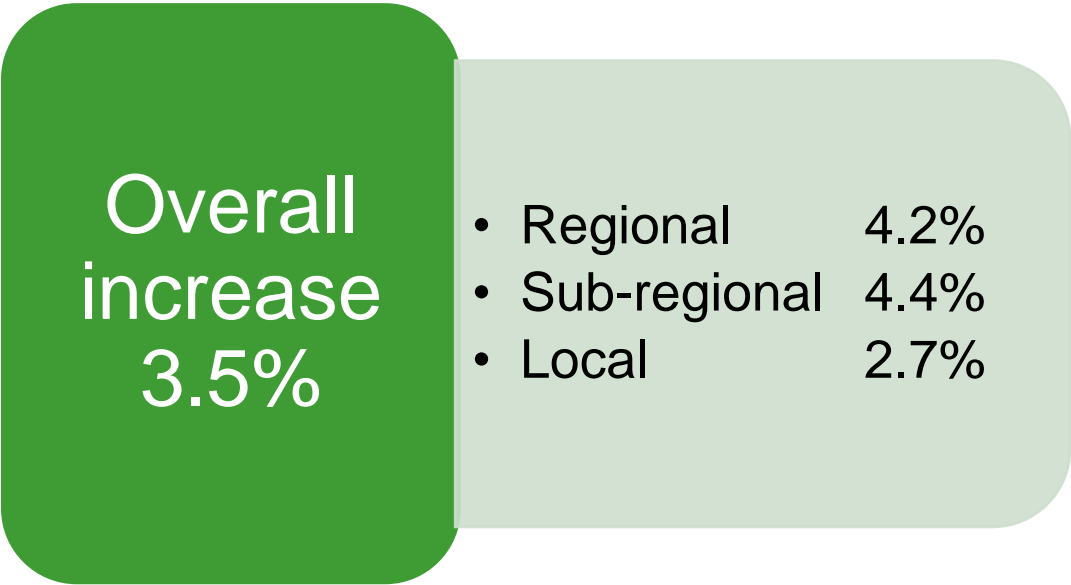 Overall
increase
3.5%
• Regional 4.2%
• Sub-regional 4.4%
• Local 2.7%